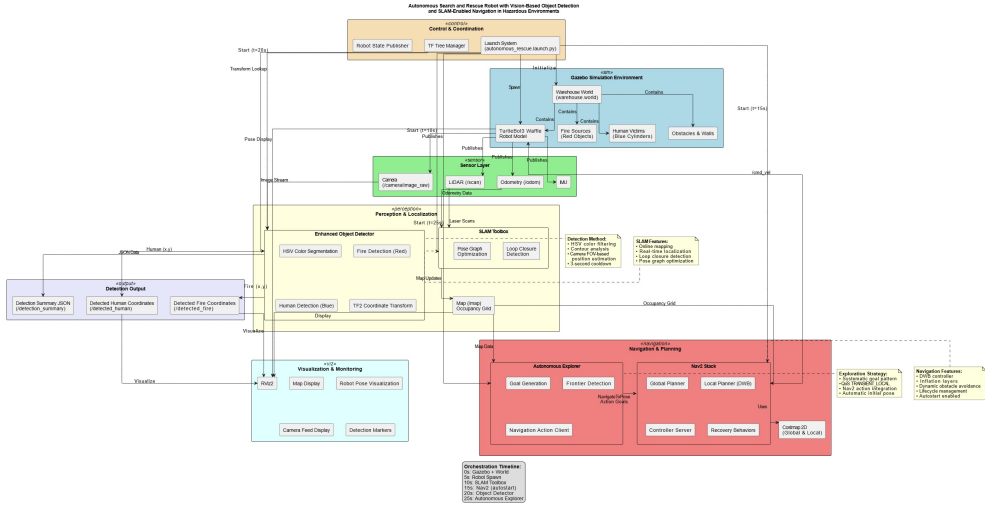 Autonomous Search and Rescue Robot with Vision-Based Object Detection
and SLAM-Enabled Navigation in Hazardous Environments
«control»
Control & Coordination
Robot State Publisher
TF Tree Manager
Launch System
(autonomous_rescue.launch.py)
Start (t=20s)
Transform Lookup
Initialize
Spawn
«sim»
Gazebo Simulation Environment
Warehouse World
(warehouse.world)
Contains
Contains
Contains
Contains
Start (t=15s)
TurtleBot3 Waffle
Robot Model
Fire Sources
(Red Objects)
Human Victims
(Blue Cylinders)
Obstacles & Walls
Start (t=10s)
Publishes
Pose Display
Publishes
Publishes
Publishes
/cmd_vel
«sensor»
Sensor Layer
Camera
(/camera/image_raw)
LiDAR (/scan)
Odometry (/odom)
IMU
Image Stream
Odometry Data
«perception»
Perception & Localization
Start (t=25s)
Laser Scans
Enhanced Object Detector
HSV Color Segmentation
Fire Detection (Red)
Human Detection (Blue)
TF2 Coordinate Transform
SLAM Toolbox
Pose Graph
Optimization
Loop Closure
Detection
Detection Method:
• HSV color filtering
• Contour analysis
• Camera FOV-based
position estimation
• 3-second cooldown
SLAM Features:
• Online mapping
• Real-time localization
• Loop closure detection
• Pose graph optimization
Human (x,y)
JSON Data
Map Updates
«output»
Detection Output
Detection Summary JSON
(/detection_summary)
Detected Human Coordinates
(/detected_human)
Detected Fire Coordinates
(/detected_fire)
Fire (x,y)
Map (/map)
Occupancy Grid
Occupancy Grid
Display
Visualize
Map Data
Visualize
«viz»
Visualization & Monitoring
RViz2
Map Display
Robot Pose Visualization
Camera Feed Display
Detection Markers
«navigation»
Navigation & Planning
Autonomous Explorer
Goal Generation
Frontier Detection
Navigation Action Client
NavigateToPose
Action Goals
Nav2 Stack
Global Planner
Local Planner (DWB)
Controller Server
Recovery Behaviors
Uses
Costmap 2D
(Global & Local)
Exploration Strategy:
• Systematic goal pattern
• QoS TRANSIENT_LOCAL
• Nav2 action integration
• Automatic initial pose
Navigation Features:
• DWB controller
• Inflation layers
• Dynamic obstacle avoidance
• Lifecycle management
• Autostart enabled
Orchestration Timeline:
0s: Gazebo + World
5s: Robot Spawn
10s: SLAM Toolbox
15s: Nav2 (autostart)
20s: Object Detector
25s: Autonomous Explorer